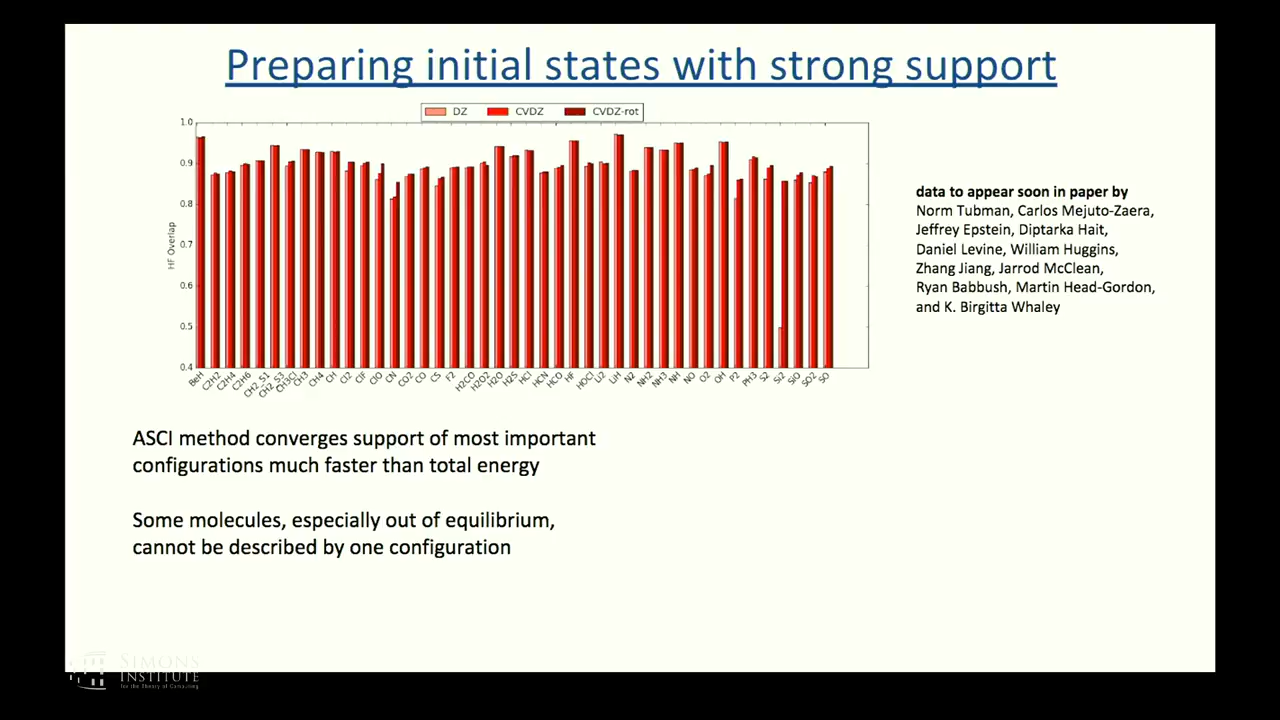 Preparing initial states with strong support
DZ CVDZ CVDZ-rot
1.0
0.9
0.8
0.7
0.6
0.5
0.4
HF Overlap
BeH C2H2 C2H4 C2H6 CH2_S1 CH2_S3 CH3Cl CH3 CH4 CH Cl2 ClF ClO CN CO2 CO CS F2 H2CO H2O2 H2O H2S HCl HCN HCO HF HOCl Li2 LiH N2 NH2 NH3 NH NO O2 OH P2 PH3 S2 Si2 SiO SO2 SO
data to appear soon in paper by
Norm Tubman, Carlos Mejuto-Zaera,
Jeffrey Epstein, Diptarka Hait,
Daniel Levine, William Huggins,
Zhang Jiang, Jarrod McClean,
Ryan Babbush, Martin Head-Gordon,
and K. Birgitta Whaley
ASCI method converges support of most important
configurations much faster than total energy
Some molecules, especially out of equilibrium,
cannot be described by one configuration
SIMONS
INSTITUTE
for the Theory of Computing